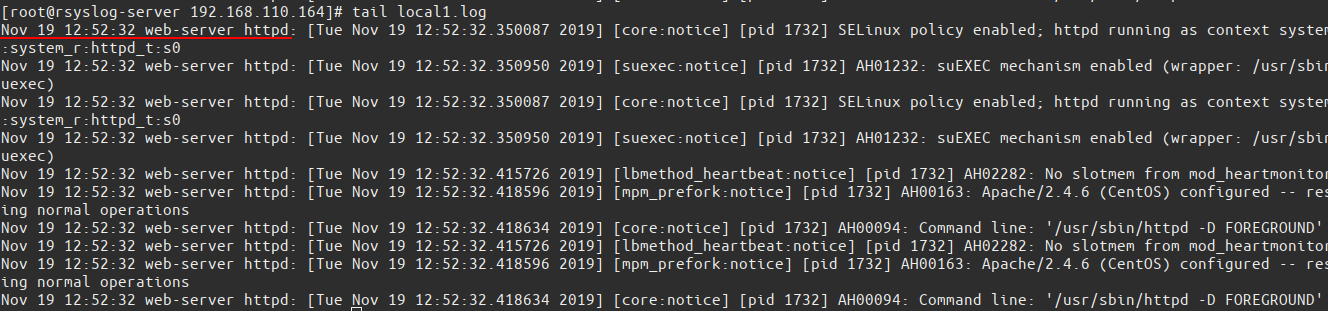 [root@rsyslog-server 192.168.110.164]# tail local1.log
Nov 19 12:52:32 web-server httpd: [Tue Nov 19 12:52:32.350087 2019] [core:notice] [pid 1732] SELinux policy enabled; httpd running as context system
:system_r:httpd_t:s0
Nov 19 12:52:32 web-server httpd: [Tue Nov 19 12:52:32.350950 2019] [suexec:notice] [pid 1732] AH01232: suEXEC mechanism enabled (wrapper: /usr/sbin
uexec)
Nov 19 12:52:32 web-server httpd: [Tue Nov 19 12:52:32.350087 2019] [core:notice] [pid 1732] SELinux policy enabled; httpd running as context system
:system_r:httpd_t:s0
Nov 19 12:52:32 web-server httpd: [Tue Nov 19 12:52:32.350950 2019] [suexec:notice] [pid 1732] AH01232: suEXEC mechanism enabled (wrapper: /usr/sbin
uexec)
Nov 19 12:52:32 web-server httpd: [Tue Nov 19 12:52:32.415726 2019] [lbmethod_heartbeat:notice] [pid 1732] AH02282: No slotmem from mod_heartmonitor
Nov 19 12:52:32 web-server httpd: [Tue Nov 19 12:52:32.418596 2019] [mpm_prefork:notice] [pid 1732] AH00163: Apache/2.4.6 (CentOS) configured -- res
ing normal operations
Nov 19 12:52:32 web-server httpd: [Tue Nov 19 12:52:32.418634 2019] [core:notice] [pid 1732] AH00094: Command line: '/usr/sbin/httpd -D FOREGROUND'
Nov 19 12:52:32 web-server httpd: [Tue Nov 19 12:52:32.415726 2019] [lbmethod_heartbeat:notice] [pid 1732] AH02282: No slotmem from mod_heartmonitor
Nov 19 12:52:32 web-server httpd: [Tue Nov 19 12:52:32.418596 2019] [mpm_prefork:notice] [pid 1732] AH00163: Apache/2.4.6 (CentOS) configured -- res
ing normal operations
Nov 19 12:52:32 web-server httpd: [Tue Nov 19 12:52:32.418634 2019] [core:notice] [pid 1732] AH00094: Command line: '/usr/sbin/httpd -D FOREGROUND'